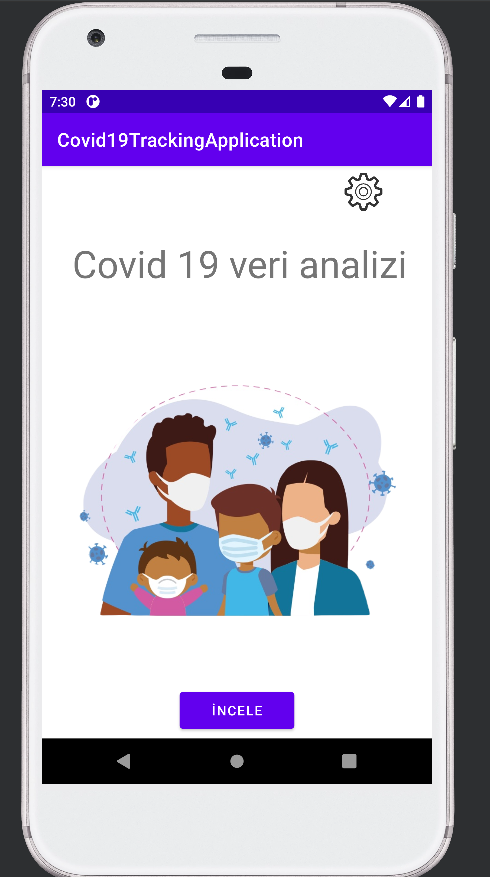 7:30
Covid19TrackingApplication
Covid 19 veri analizi
İNCELE